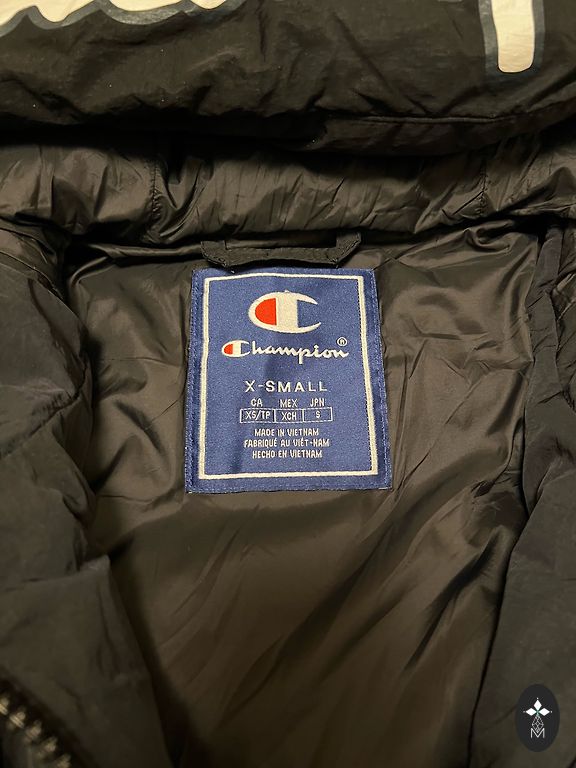 Champion®
X-SMALL
CA MEX JPN
XS/TP XCH S
MADE IN VIETNAM
FABRIQUÉ AU VIÊT-NAM
HECHO EN VIETNAM
M